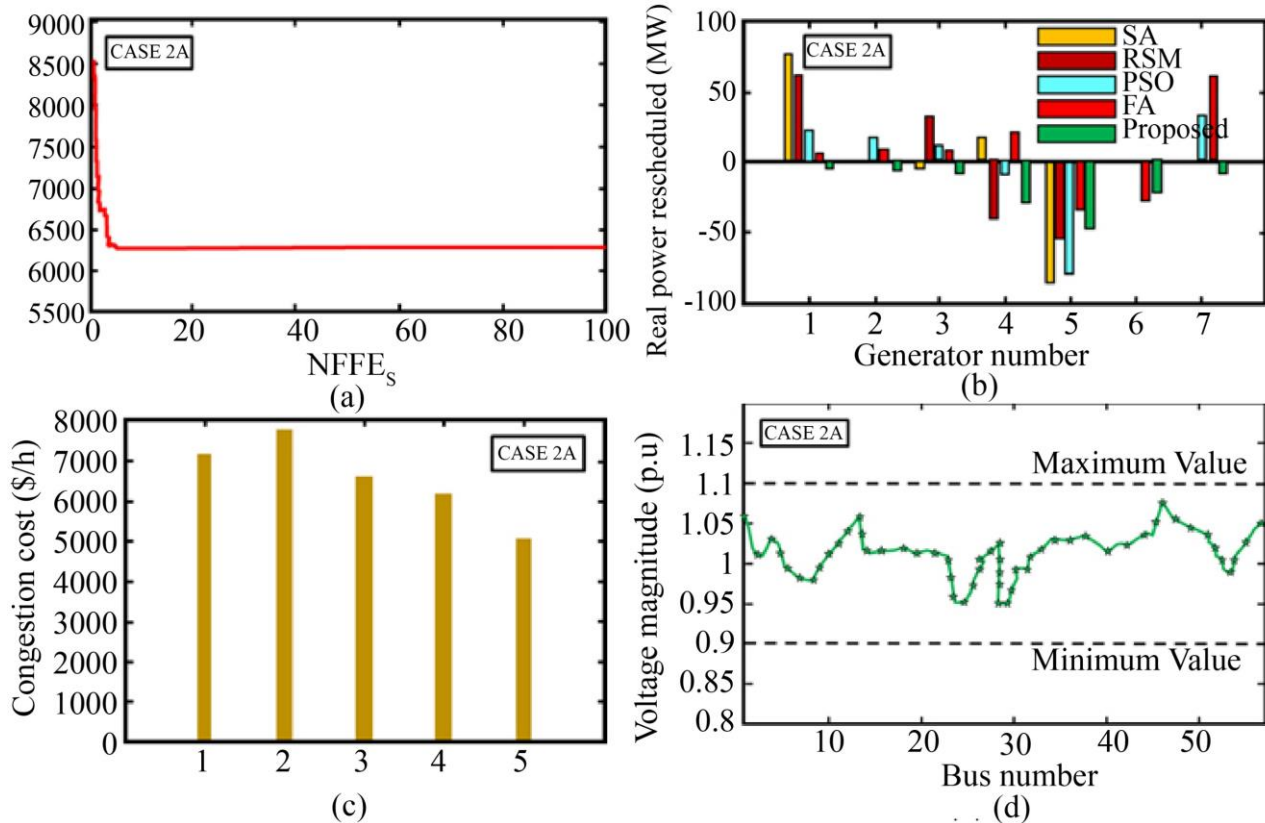 9000
8500
8000
7500
7000
6500
6000
5500
CASE 2A
0 20 40 60 80 100
NFFES
(a)
Real power rescheduled (MW)
100
50
0
-50
-100
CASE 2A
SA
RSM
PSO
FA
Proposed
1 2 3 4 5 6 7
Generator number
(b)
Congestion cost ($/h)
8000
7000
6000
5000
4000
3000
2000
1000
0
CASE 2A
1 2 3 4 5
(c)
Voltage magnitude (p.u)
1.15
1.1
1.05
1
0.95
0.9
0.85
0.8
CASE 2A
Maximum Value
Minimum Value
10 20 30 40 50
Bus number
(d)